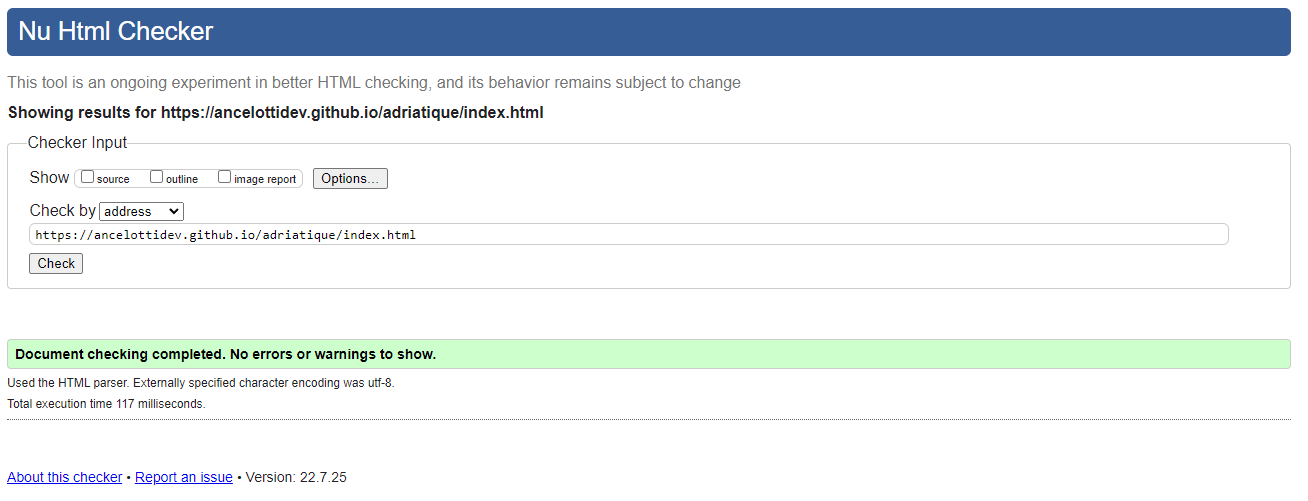 Nu Html Checker
This tool is an ongoing experiment in better HTML checking, and its behavior remains subject to change
Showing results for https://ancelottidev.github.io/adriatique/index.html
Checker Input
Show source outline image report Options...
Check by address
https://ancelottidev.github.io/adriatique/index.html
Check
Document checking completed. No errors or warnings to show.
Used the HTML parser. Externally specified character encoding was utf-8.
Total execution time 117 milliseconds.
About this checker • Report an issue • Version: 22.7.25